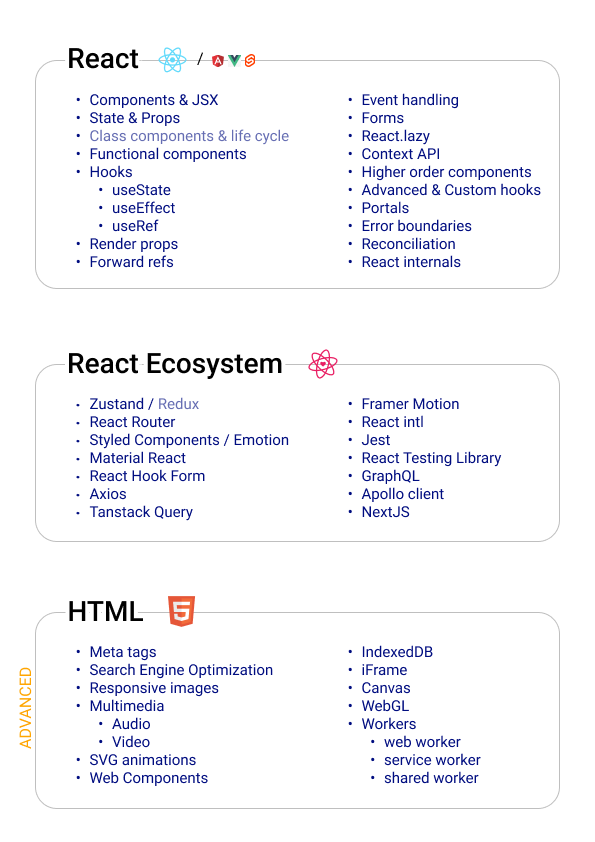 React /
Components & JSX
State & Props
Class components & life cycle
Functional components
Hooks
useState
useEffect
useRef
Render props
Forward refs
Event handling
Forms
React.lazy
Context API
Higher order components
Advanced & Custom hooks
Portals
Error boundaries
Reconciliation
React internals
React Ecosystem
Zustand / Redux
React Router
Styled Components / Emotion
Material React
React Hook Form
Axios
Tanstack Query
Framer Motion
React intl
Jest
React Testing Library
GraphQL
Apollo client
NextJS
HTML
ADVANCED
Meta tags
Search Engine Optimization
Responsive images
Multimedia
Audio
Video
SVG animations
Web Components
IndexedDB
iFrame
Canvas
WebGL
Workers
web worker
service worker
shared worker